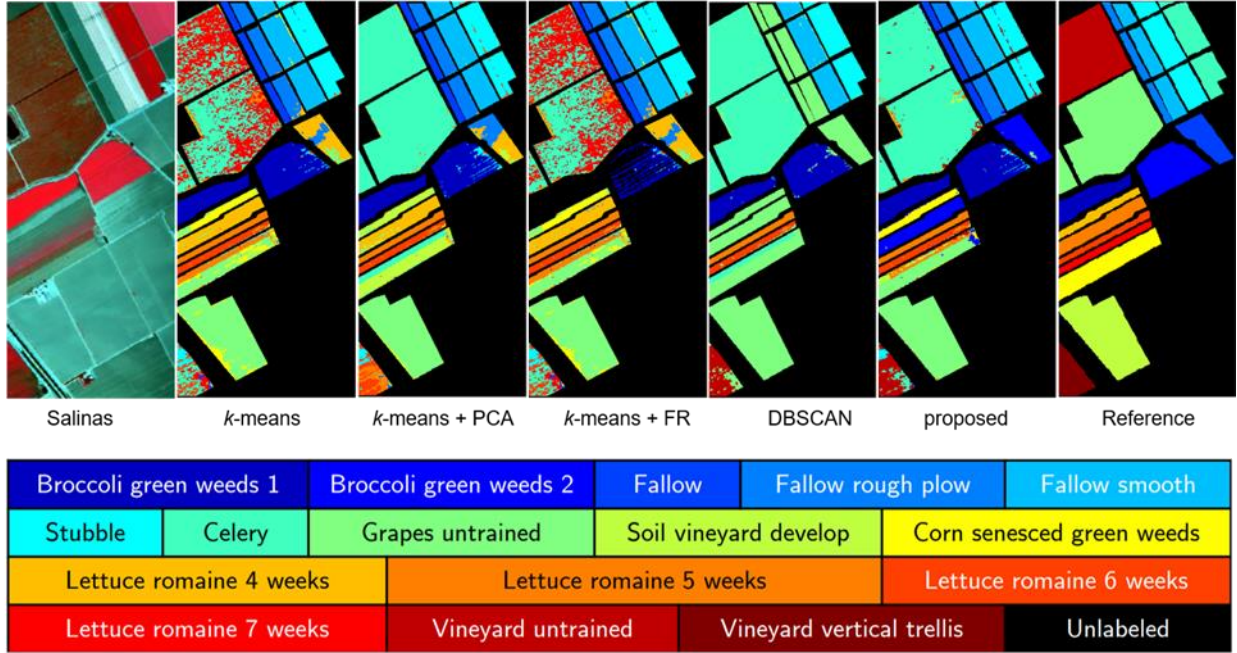 Salinas k-means k-means + PCA k-means + FR DBSCAN proposed Reference
Broccoli green weeds 1 Broccoli green weeds 2 Fallow Fallow rough plow Fallow smooth
Stubble Celery Grapes untrained Soil vineyard develop Corn senesced green weeds
Lettuce romaine 4 weeks Lettuce romaine 5 weeks Lettuce romaine 6 weeks
Lettuce romaine 7 weeks Vineyard untrained Vineyard vertical trellis Unlabeled